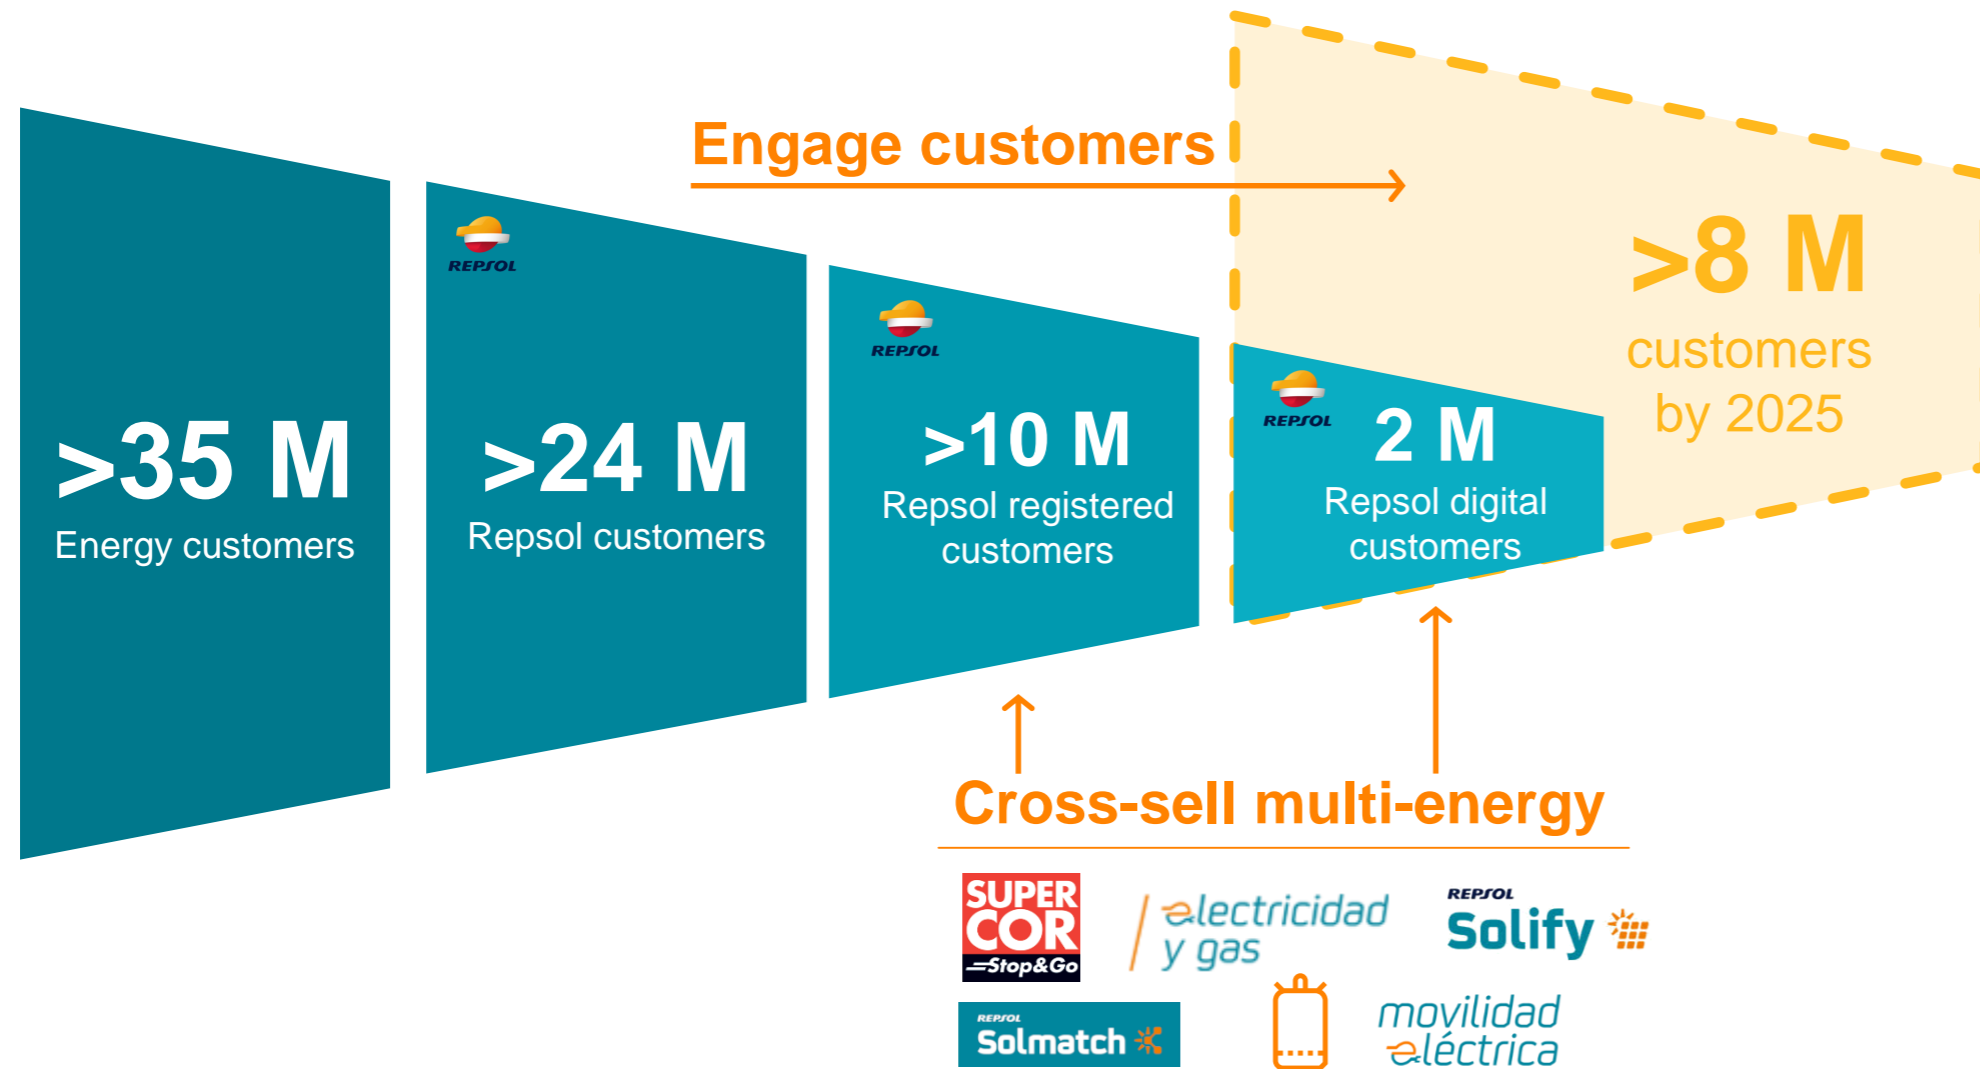 Engage customers
>35 M
Energy customers
REPSOL
>24 M
Repsol customers
REPSOL
>10 M
Repsol registered
customers
REPSOL
2 M
Repsol digital
customers
>8 M
customers
by 2025
Cross-sell multi-energy
SUPER
COR
Stop&Go
electricidad
y gas
REPSOL
Solify
REPSOL
Solmatch
movilidad
eléctrica